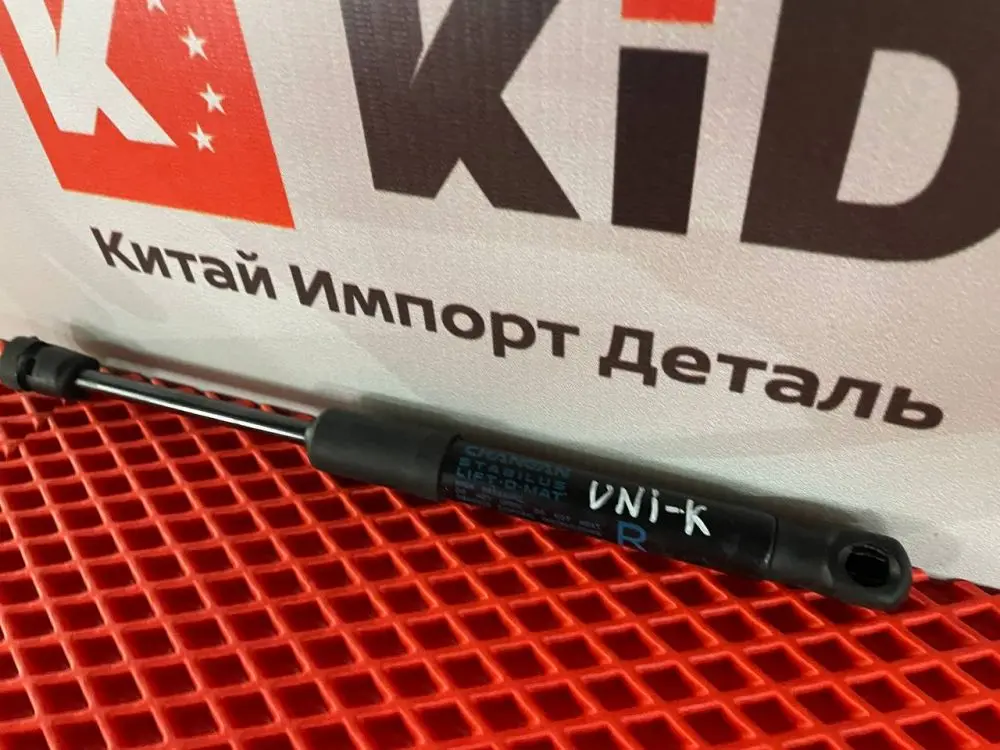 KiD
Китай Импорт Деталь
CHANGAN
STABILUS
LIFT-O-MAT
UNi-K
R